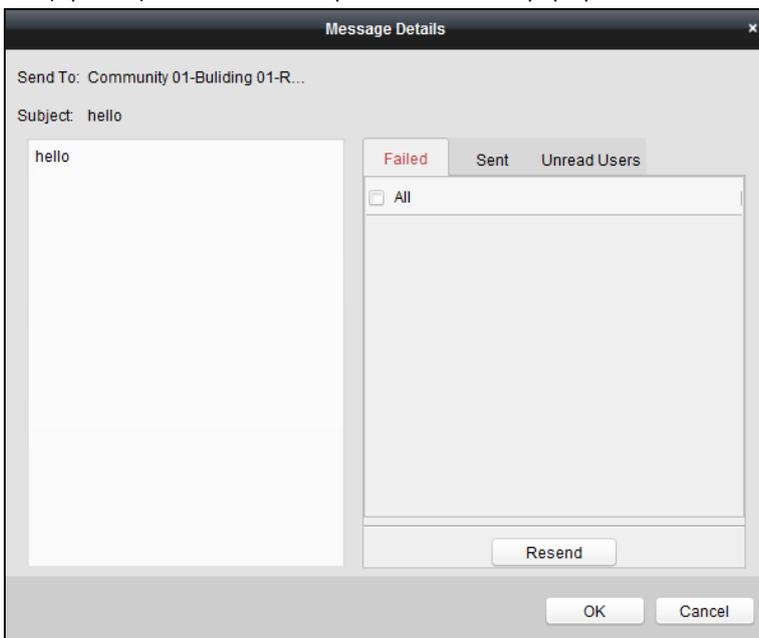 Message Details
×
Send To: Community 01-Buliding 01-R...
Subject: hello
hello
Failed Sent Unread Users
All
Resend
OK Cancel